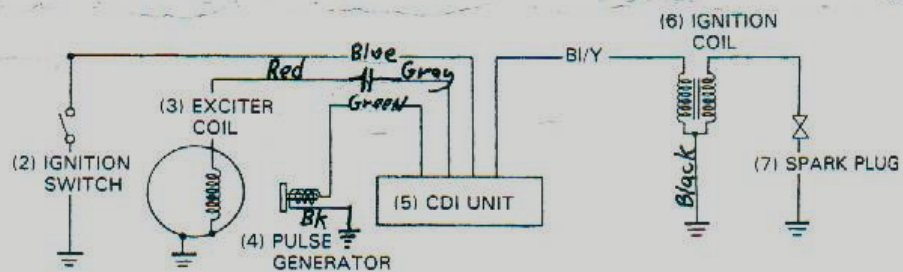 (6) IGNITION
COIL
Blue
Bl/Y
Red
Gray
Green
(3) EXCITER
COIL
(2) IGNITION
SWITCH
(7) SPARK PLUG
Black
(5) CDI UNIT
Bk
(4) PULSE
GENERATOR